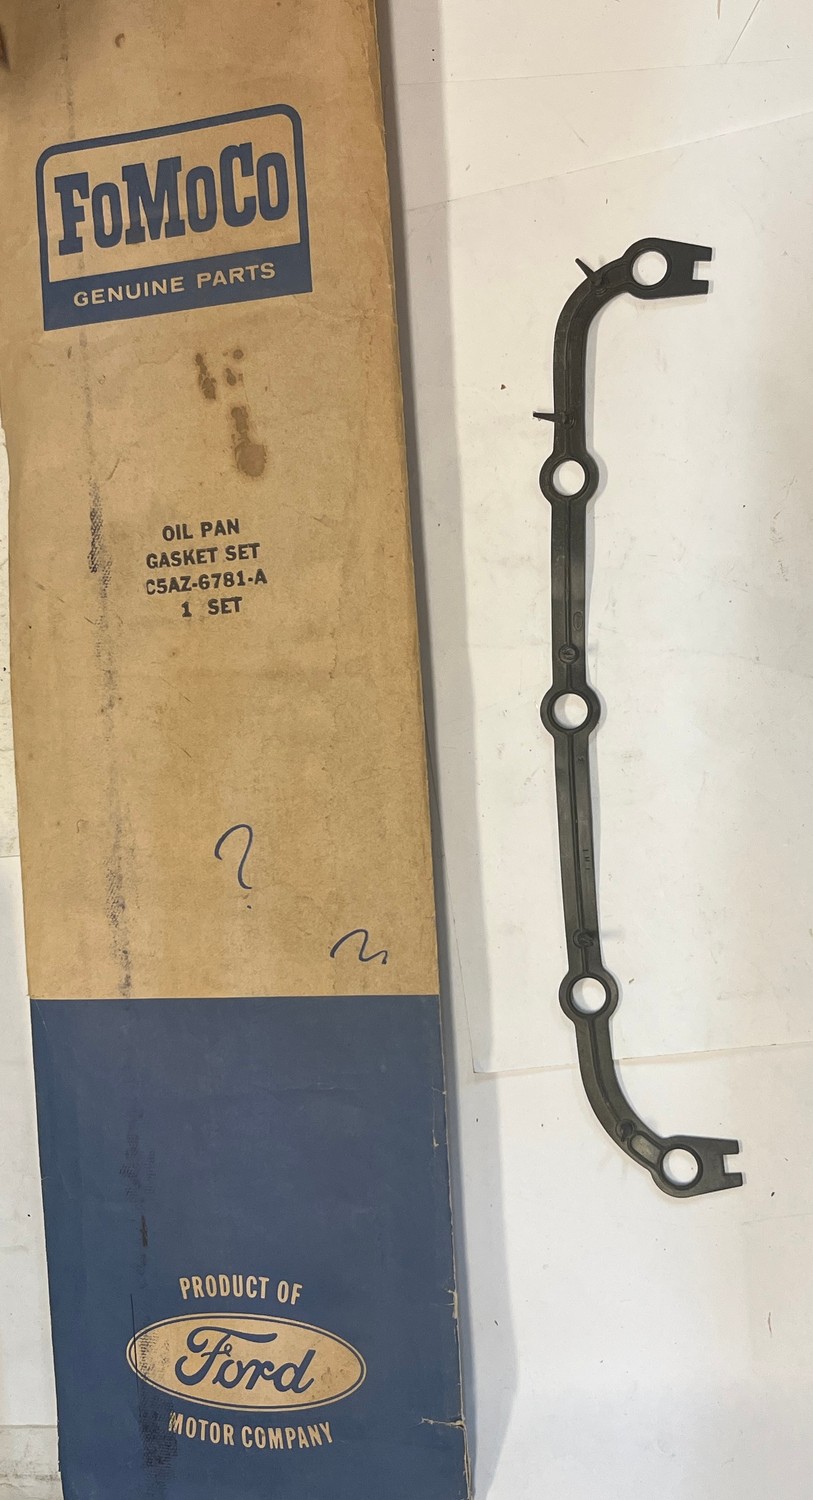 FoMoCo
GENUINE PARTS
OIL PAN
GASKET SET
C5AZ-6781-A
1 SET
?
PRODUCT OF
Ford
MOTOR COMPANY